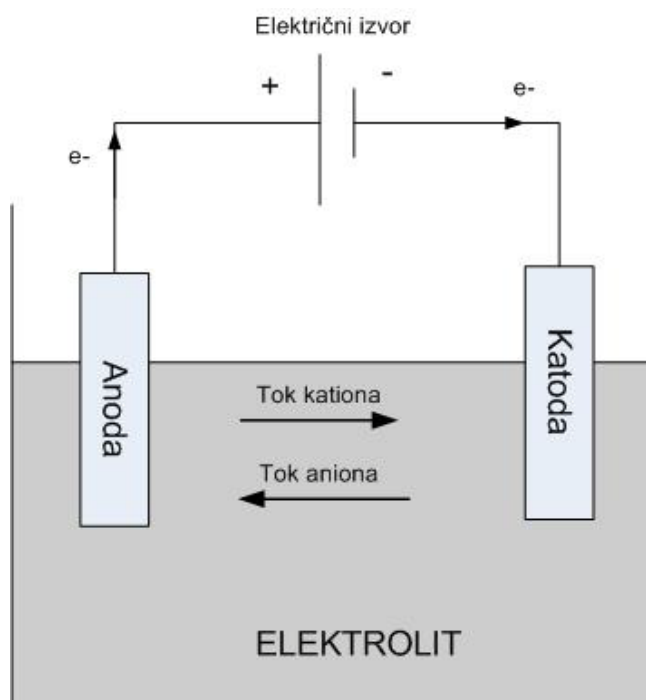 Električni izvor
+ -
e-
e-
Anoda
Katoda
Tok kationa
Tok aniona
ELEKTROLIT